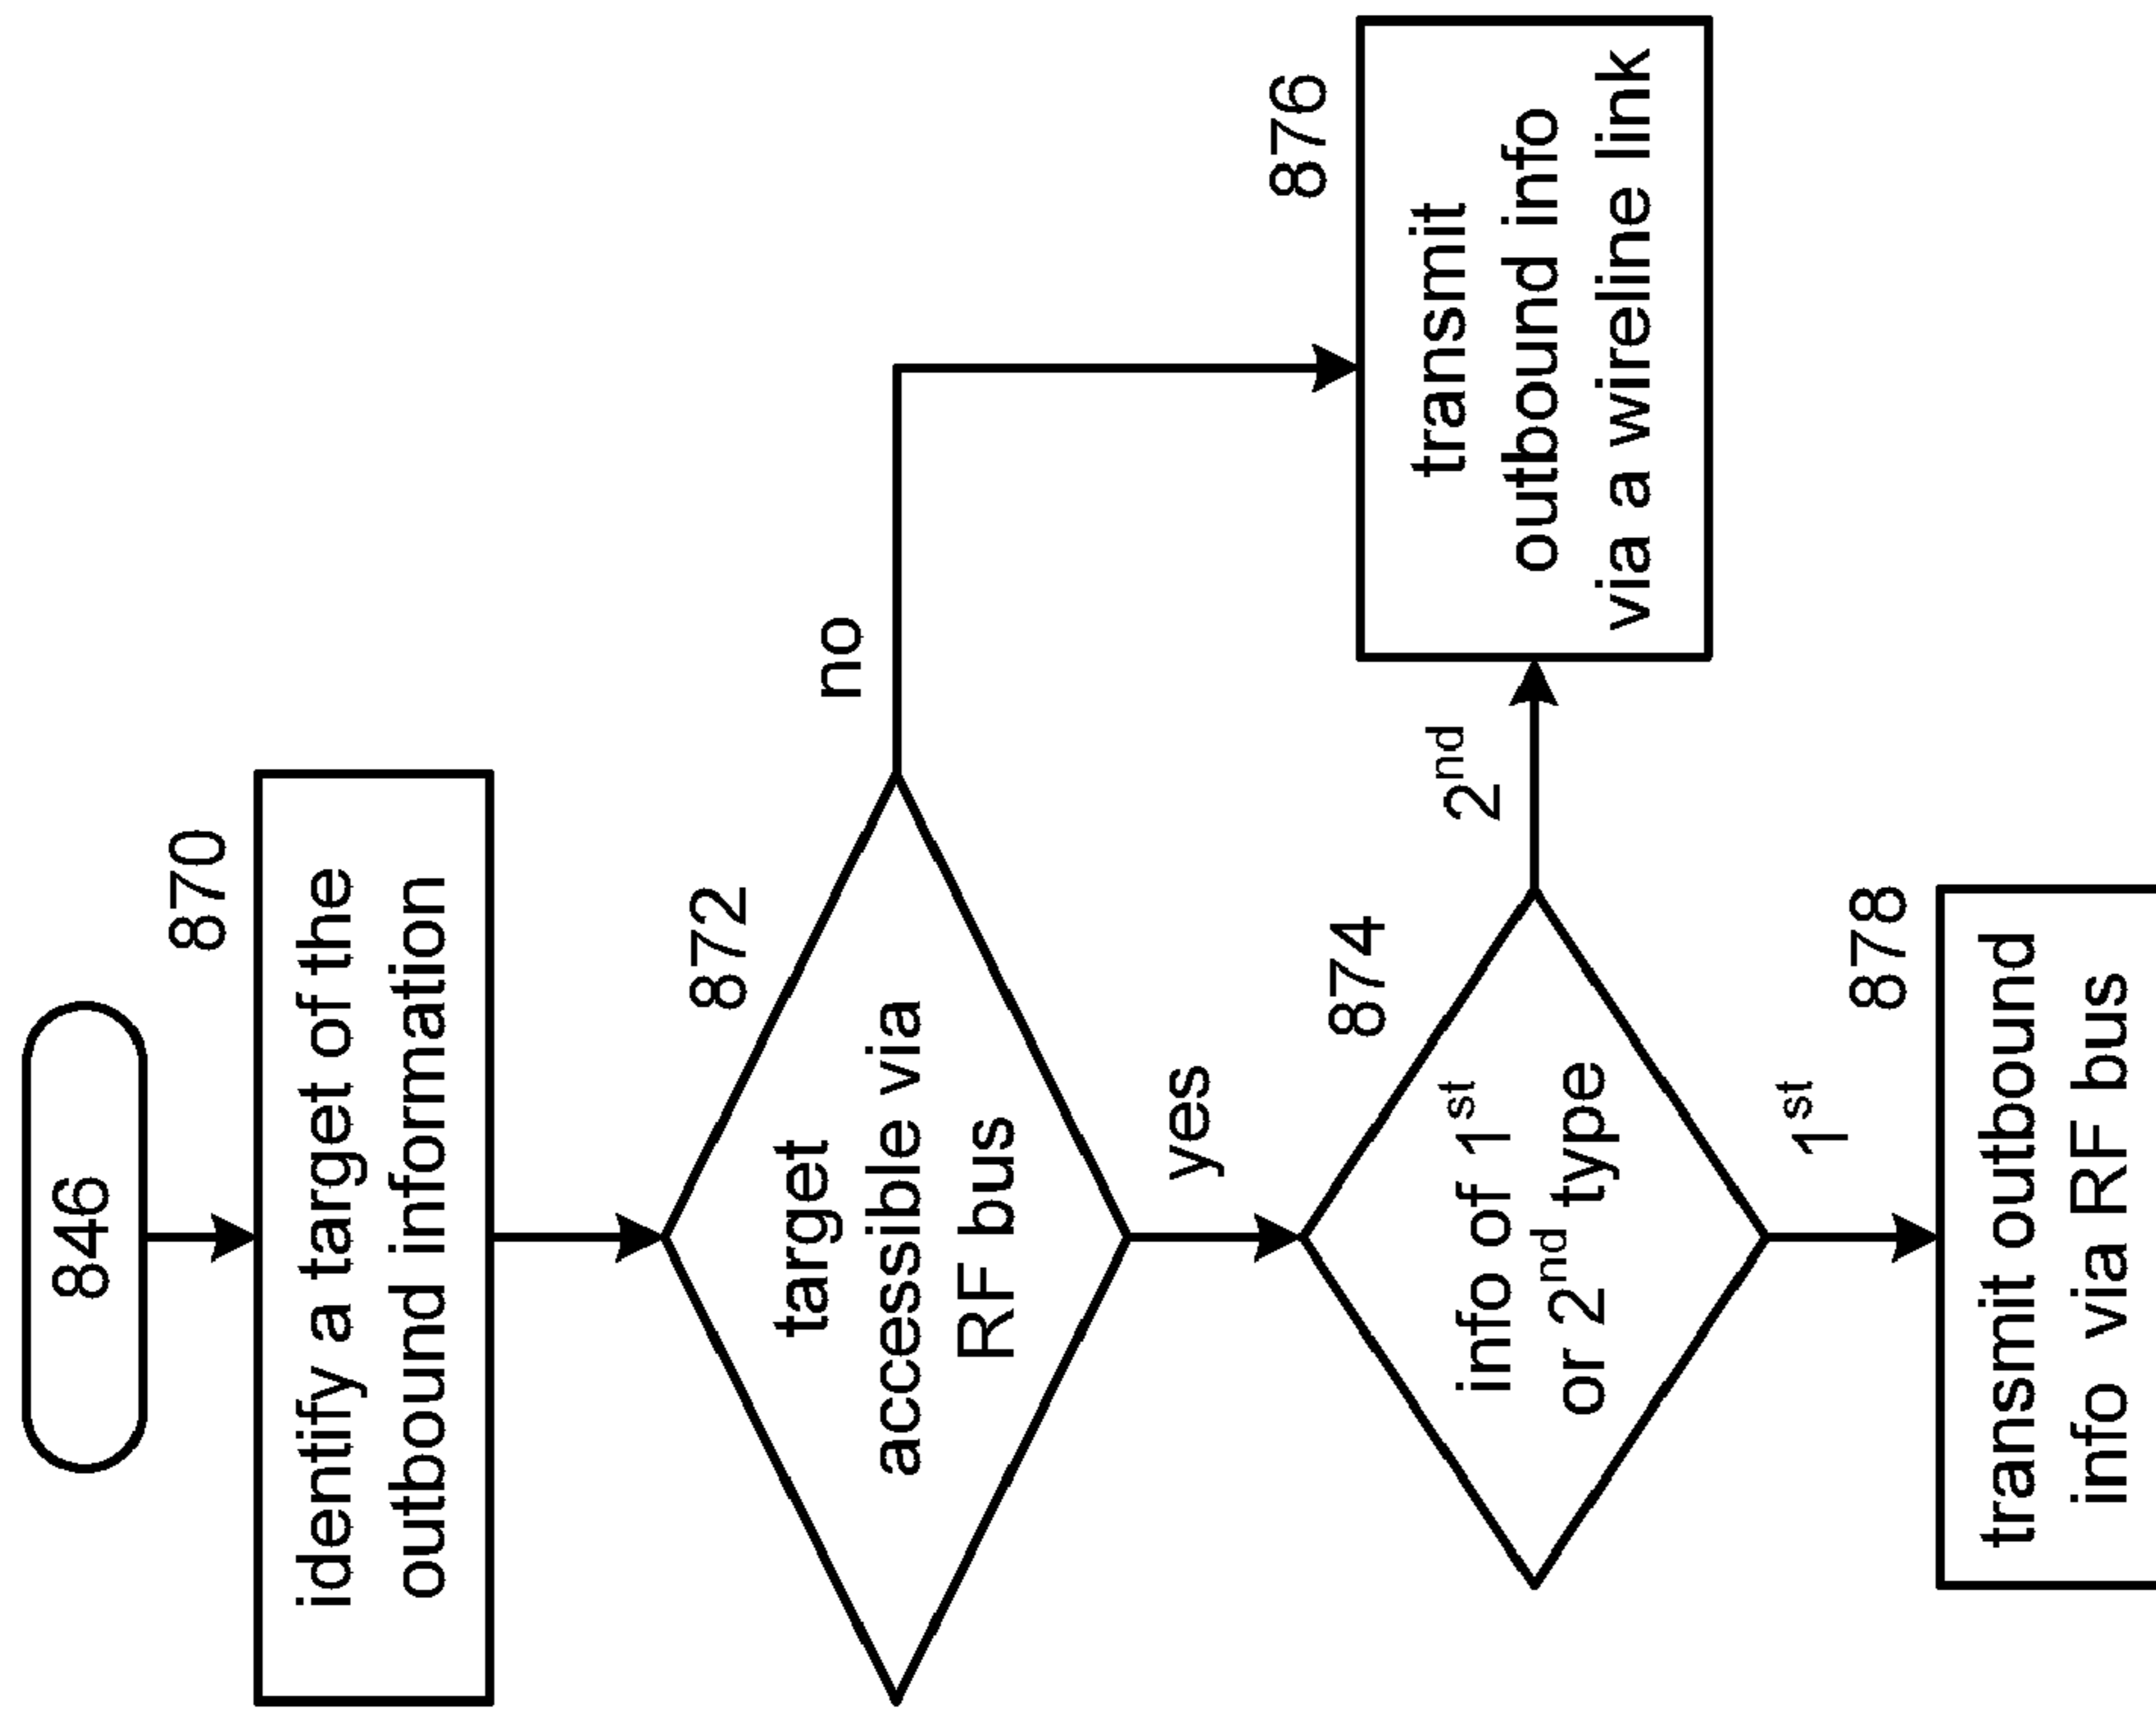 846
870
identify a target of the
outbound information
872
target
accessible via
RF bus
no
yes
874
info of 1st
or 2nd type
2nd
876
transmit
outbound info
via a wireline link
1st
878
transmit outbound
info via RF bus